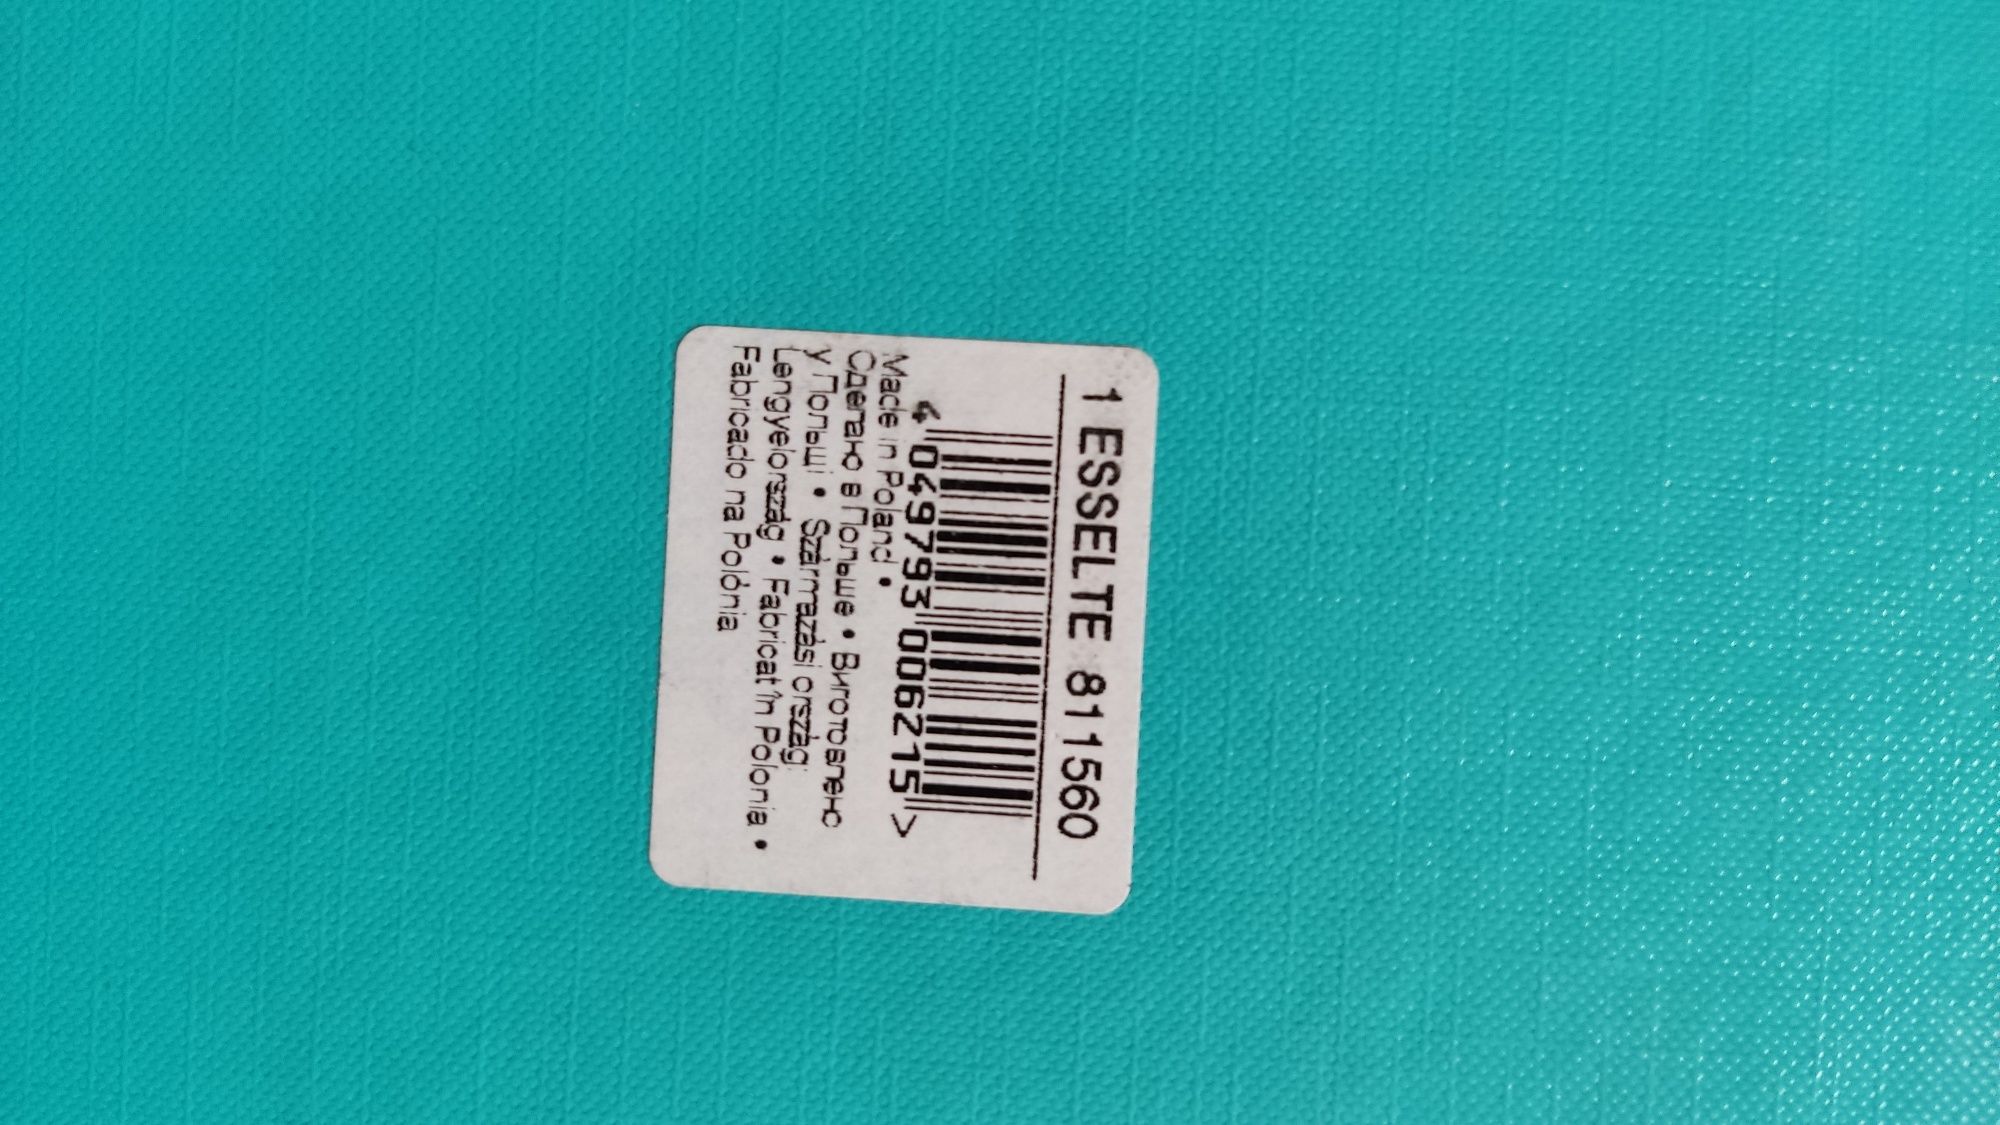 1 ESSELTE 811560
4 049793 006215 >
Made in Poland •
Сделано в Польше • Виготовлено
у Польщі • Származási ország:
Lengyelország • Fabricat în Polonia •
Fabricado na Polónia